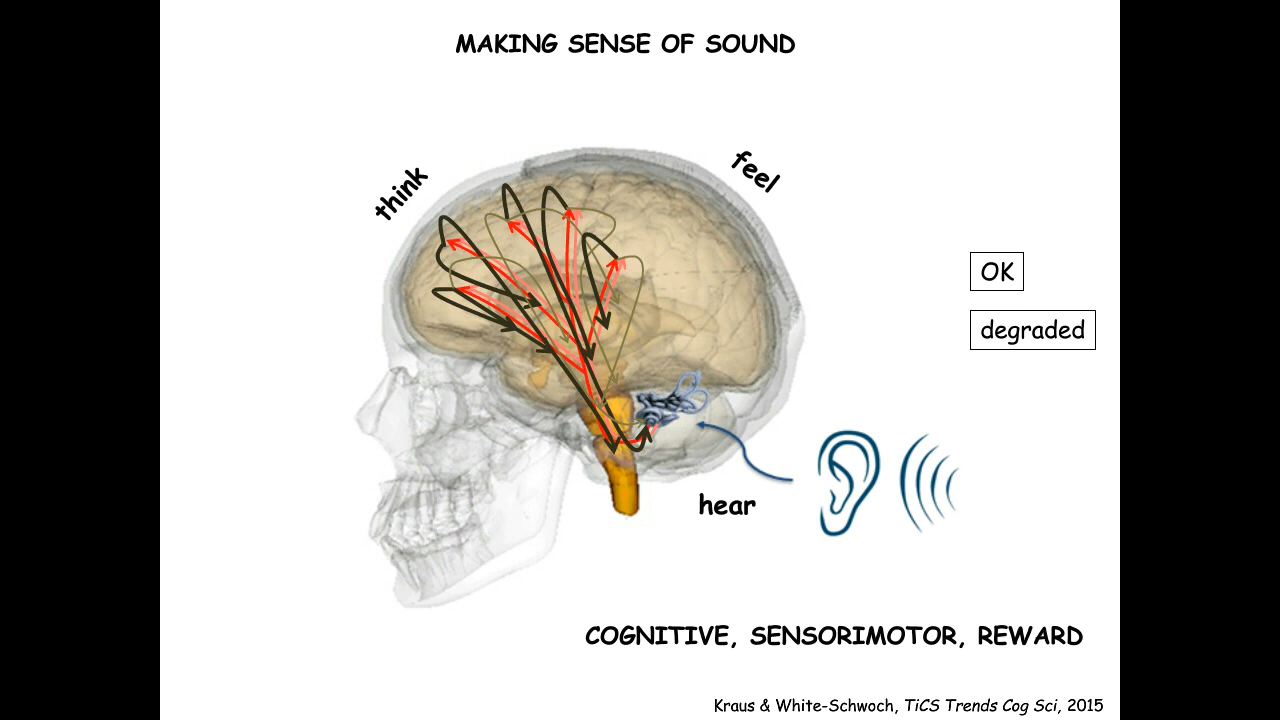 MAKING SENSE OF SOUND
think
feel
OK
degraded
hear
COGNITIVE, SENSORIMOTOR, REWARD
Kraus & White-Schwoch, TiCS Trends Cog Sci, 2015